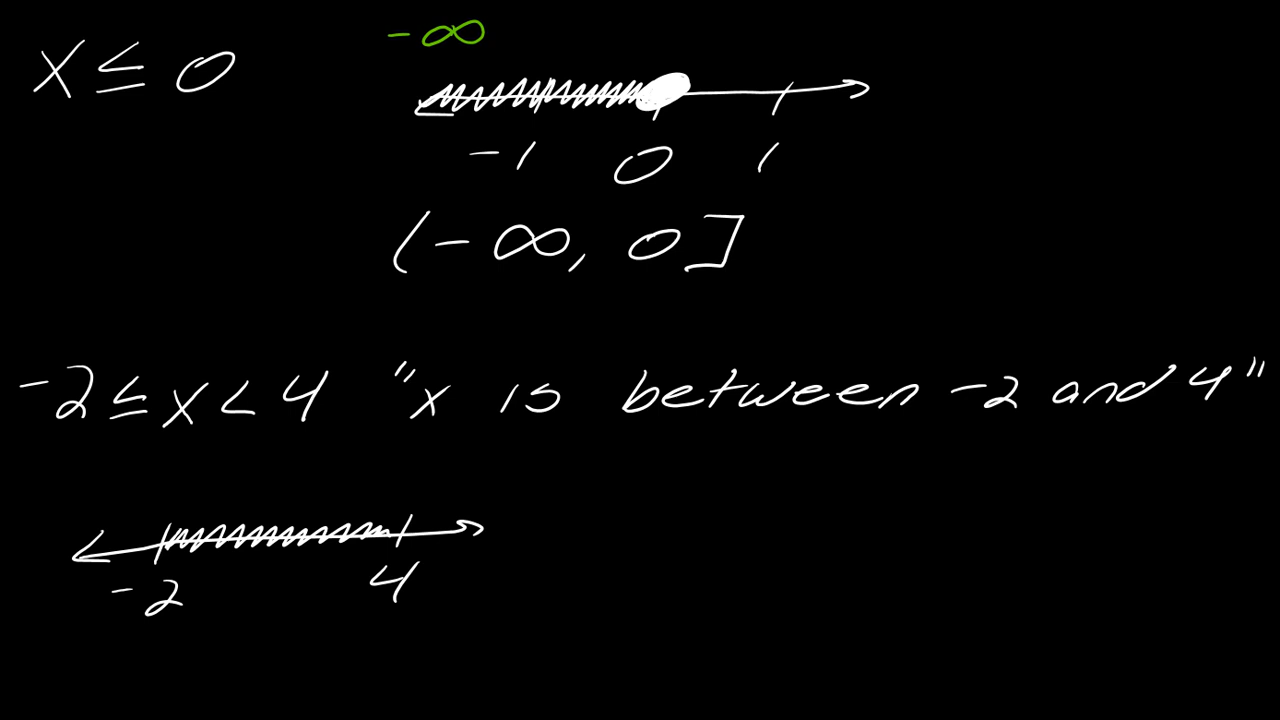 x ≤ 0
-∞
-1 0 1
(-∞, 0]
-2 ≤ x < 4 "x is between -2 and 4"
-2 4